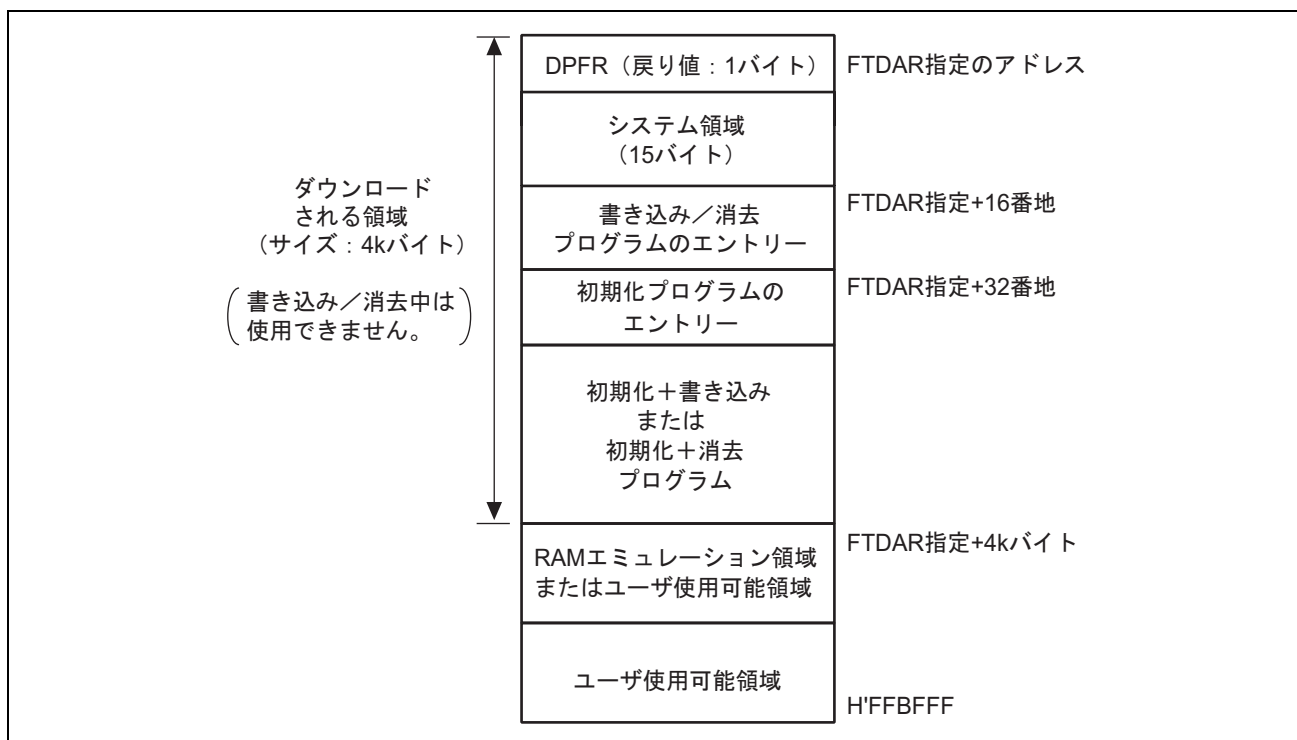 DPFR（戻り値：1バイト）
FTDAR指定のアドレス
システム領域
（15バイト）
ダウンロード
される領域
（サイズ：4kバイト）
書き込み／消去中は
使用できません。
書き込み／消去
プログラムのエントリー
FTDAR指定+16番地
初期化プログラムの
エントリー
FTDAR指定+32番地
初期化＋書き込み
または
初期化＋消去
プログラム
RAMエミュレーション領域
またはユーザ使用可能領域
FTDAR指定+4kバイト
ユーザ使用可能領域
H'FFBFFF